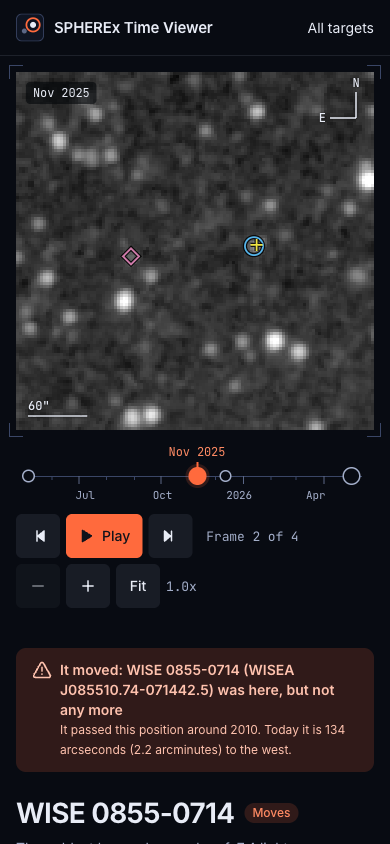 SPHEREx Time Viewer
All targets
Nov 2025
N
E
60"
Nov 2025
Jul
Oct
2026
Apr
Play
Frame 2 of 4
Fit
1.0x
It moved: WISE 0855-0714 (WISEA
J085510.74-071442.5) was here, but not
any more
It passed this position around 2010. Today it is 134
arcseconds (2.2 arcminutes) to the west.
WISE 0855-0714
Moves